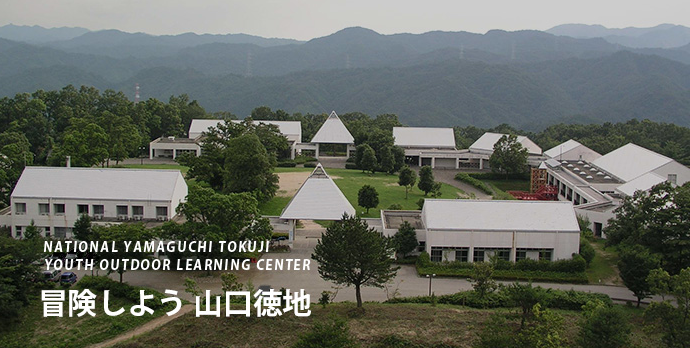 NATIONAL YAMAGUCHI TOKUJI
YOUTH OUTDOOR LEARNING CENTER
冒険しよう 山口徳地